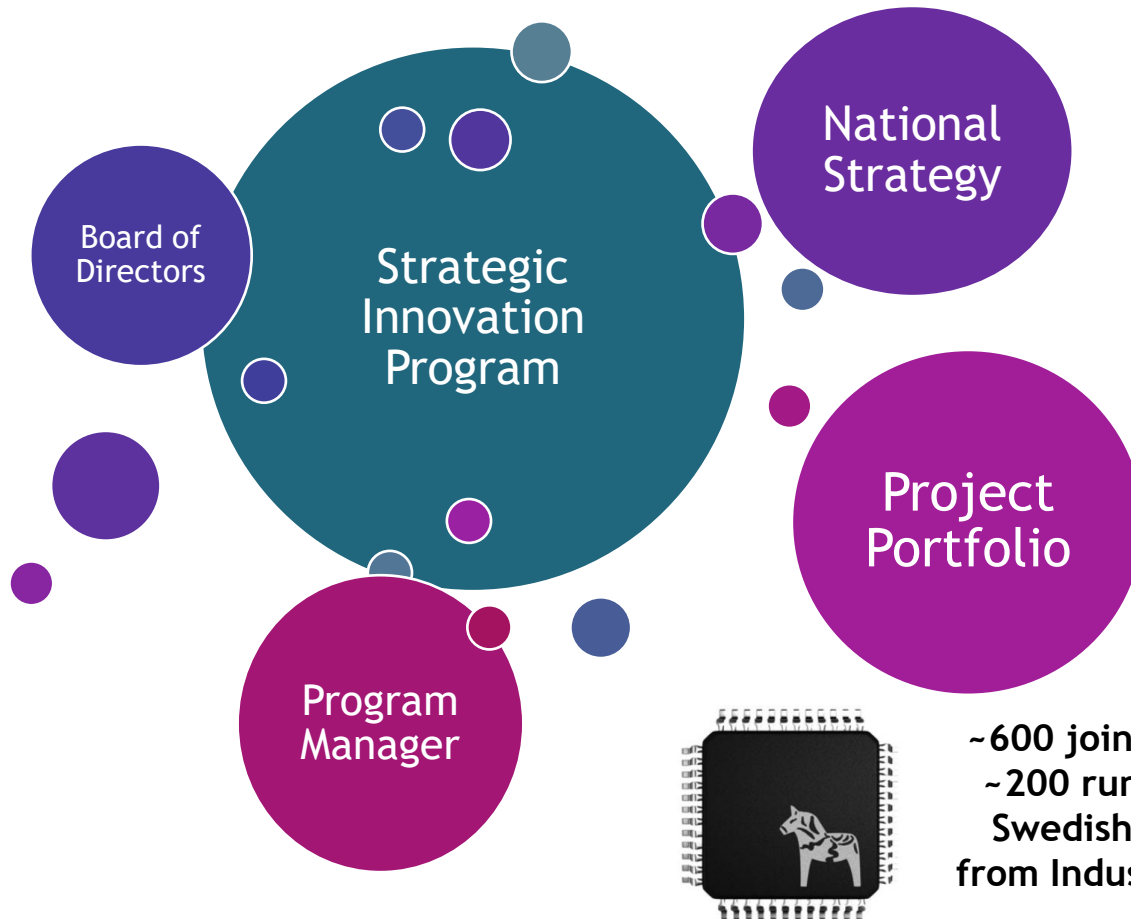 National
Strategy
Board of
Directors
Strategic
Innovation
Program
Project
Portfolio
Program
Manager
~600 join
~200 run
Swedish
from Indus